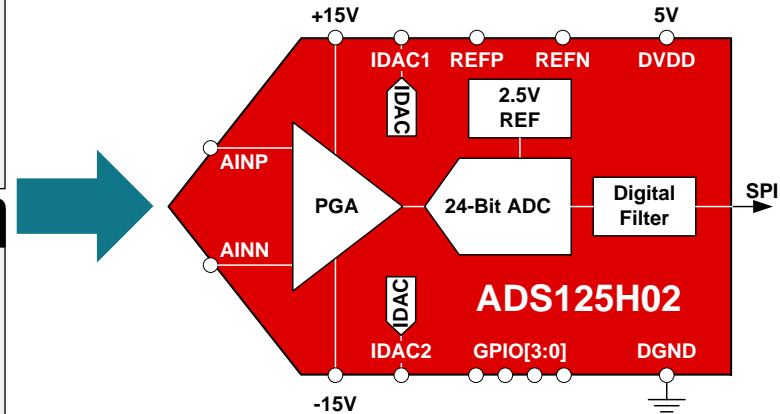 +15V
5V
IDAC1
REFP
REFN
DVDD
IDAC
2.5V
REF
AINP
PGA
24-Bit ADC
Digital
Filter
SPI
AINN
IDAC
ADS125H02
IDAC2
GPIO[3:0]
DGND
-15V